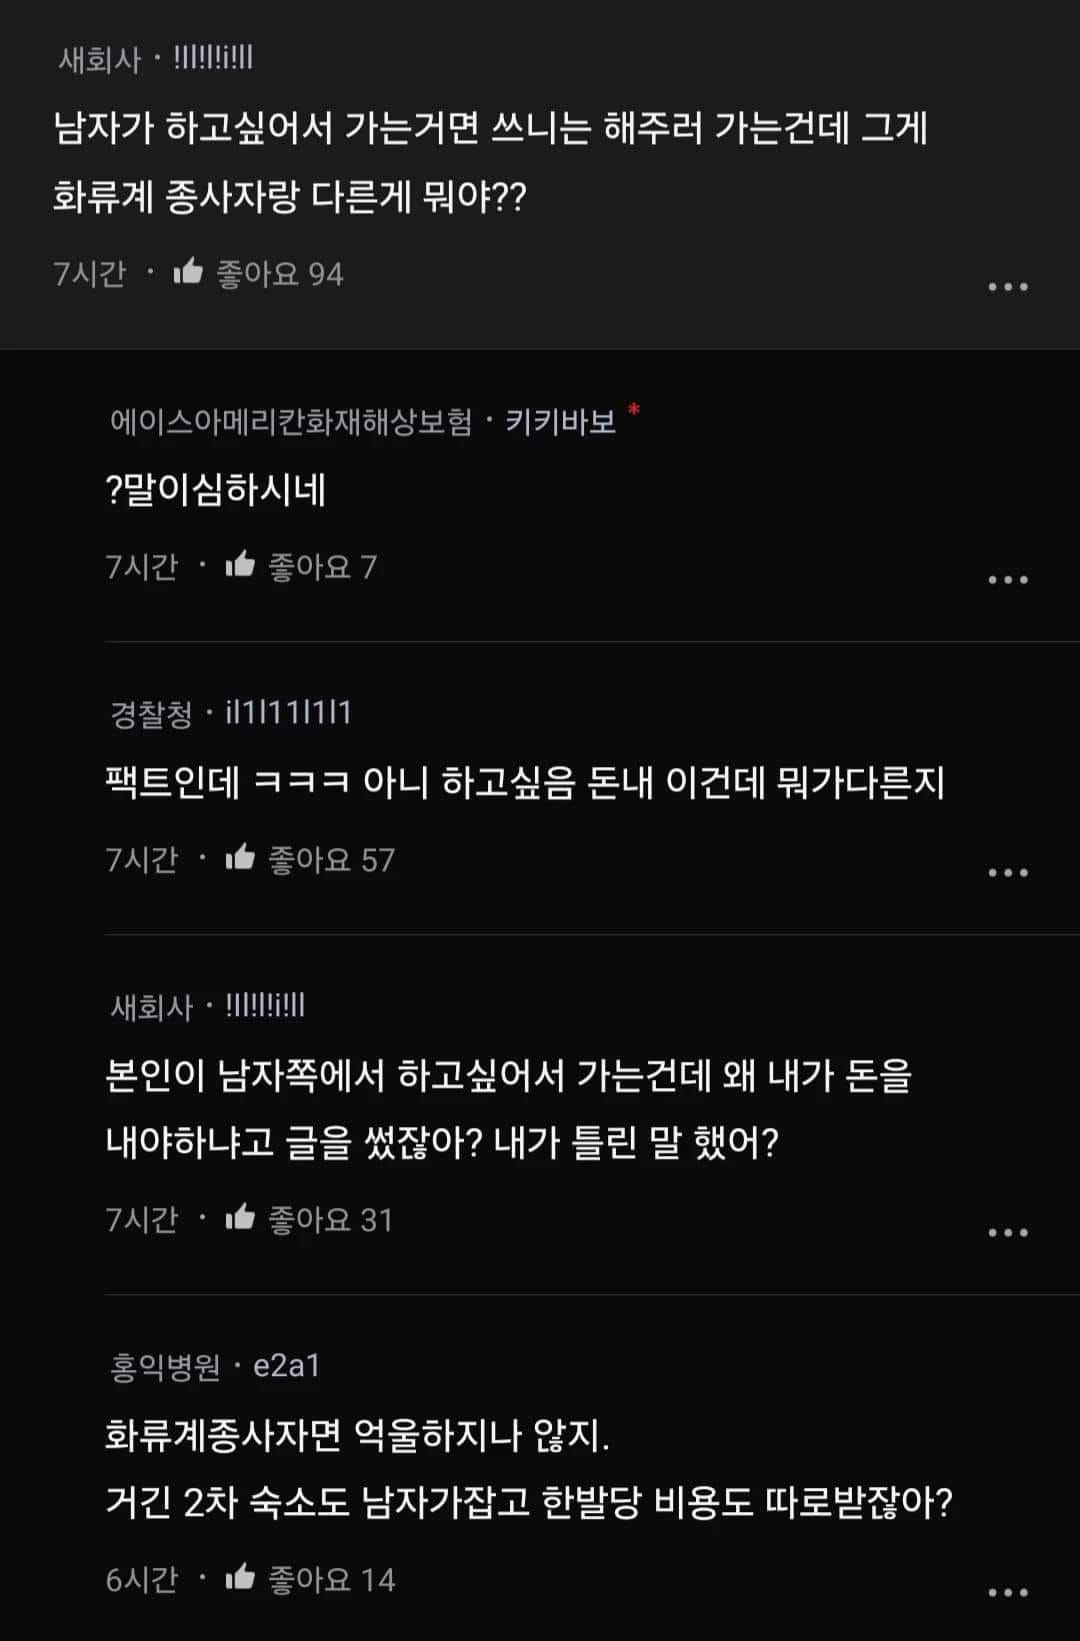 새회사 · !!l!!!i!ll
남자가 하고싶어서 가는거면 쓰니는 해주러 가는건데 그게
화류계 종사자랑 다른게 뭐야??
7시간 · 좋아요 94
에이스아메리칸화재해상보험 · 키키바보 *
?말이심하시네
7시간 · 좋아요 7
경찰청 · il1l11l1l1
팩트인데 ㅋㅋㅋ 아니 하고싶음 돈내 이건데 뭐가다른지
7시간 · 좋아요 57
새회사 · !!l!!!i!ll
본인이 남자쪽에서 하고싶어서 가는건데 왜 내가 돈을
내야하냐고 글을 썼잖아? 내가 틀린 말 했어?
7시간 · 좋아요 31
홍익병원 · e2a1
화류계종사자면 억울하지나 않지.
거긴 2차 숙소도 남자가잡고 한발당 비용도 따로받잖아?
6시간 · 좋아요 14